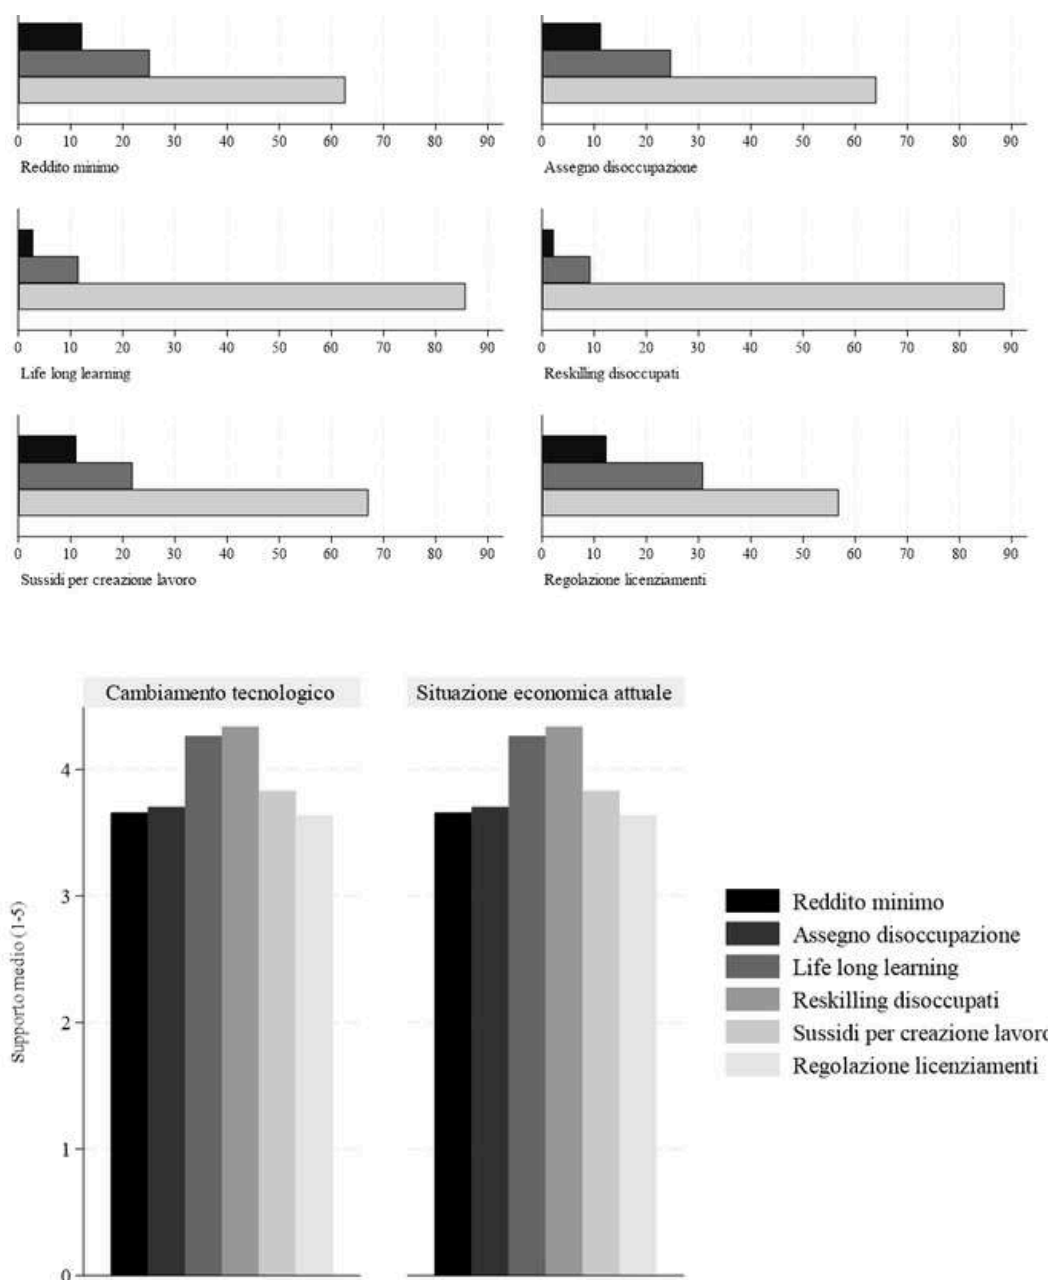 0 10 20 30 40 50 60 70 80 90
Reddito minimo
0 10 20 30 40 50 60 70 80 90
Assegno disoccupazione
0 10 20 30 40 50 60 70 80 90
Life long learning
0 10 20 30 40 50 60 70 80 90
Reskilling disoccupati
0 10 20 30 40 50 60 70 80 90
Sussidi per creazione lavoro
0 10 20 30 40 50 60 70 80 90
Regolazione licenziamenti
Cambiamento tecnologico
Situazione economica attuale
Supporto medio (1-5)
4
3
2
1
0
Reddito minimo
Assegno disoccupazione
Life long learning
Reskilling disoccupati
Sussidi per creazione lavoro
Regolazione licenziamenti